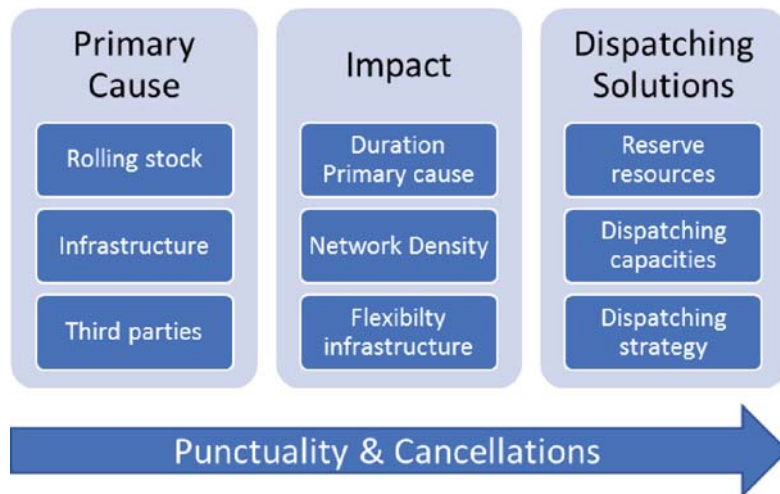 Primary
Cause
Rolling stock
Infrastructure
Third parties
Impact
Duration
Primary cause
Network Density
Flexibilty
infrastructure
Dispatching
Solutions
Reserve
resources
Dispatching
capacities
Dispatching
strategy
Punctuality & Cancellations